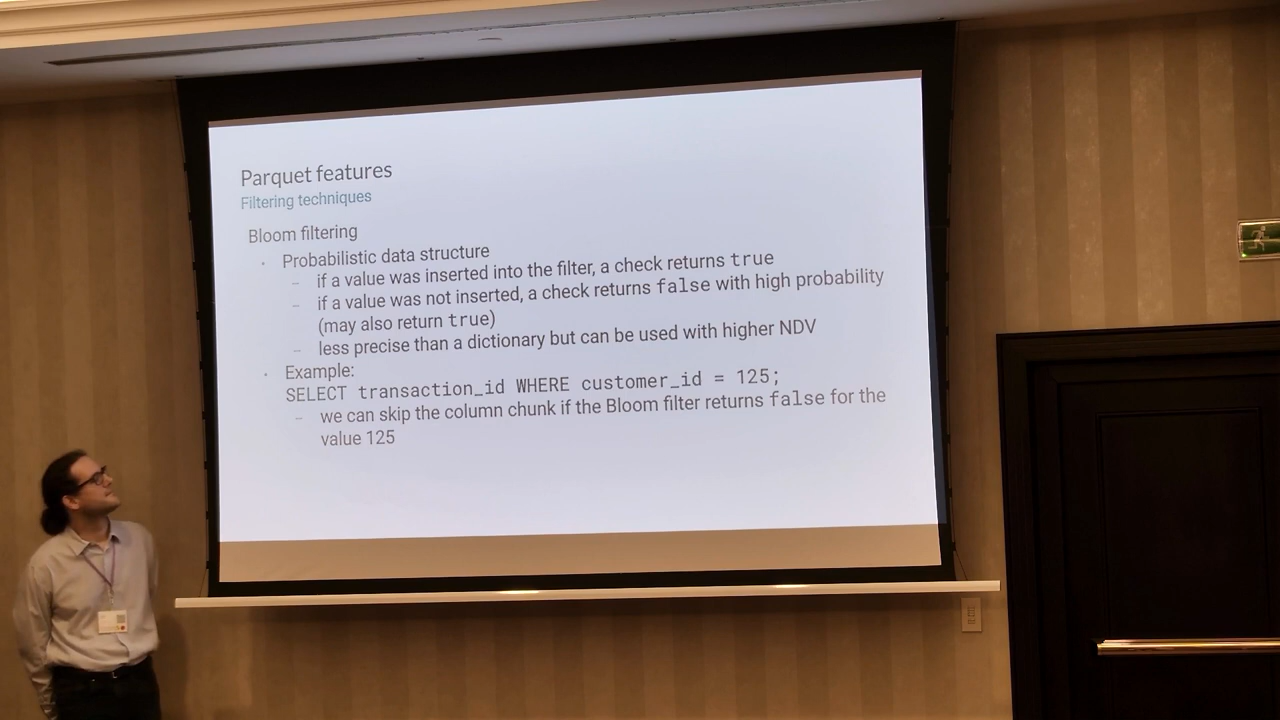 Parquet features
Filtering techniques
Bloom filtering
· Probabilistic data structure
– if a value was inserted into the filter, a check returns true
– if a value was not inserted, a check returns false with high probability
(may also return true)
– less precise than a dictionary but can be used with higher NDV
· Example:
SELECT transaction_id WHERE customer_id = 125;
– we can skip the column chunk if the Bloom filter returns false for the
value 125